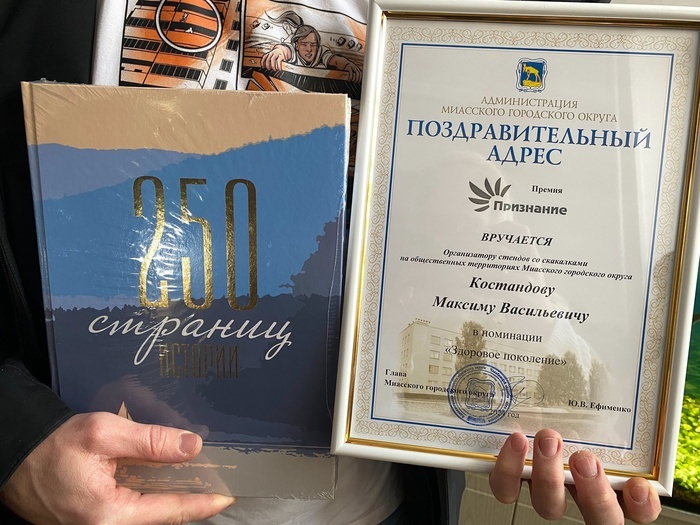 250
страниц
ИСТОРИИ
АДМИНИСТРАЦИЯ
МИАССКОГО ГОРОДСКОГО ОКРУГА
ПОЗДРАВИТЕЛЬНЫЙ
АДРЕС
Премия
Признание
ВРУЧАЕТСЯ
Организатору стендов со скакалками
на общественных территориях Миасского городского округа
Костандову
Максиму Васильевичу
в номинации
«Здоровое поколение»
Глава
Миасского городского округа
Ю.В. Ефименко
год